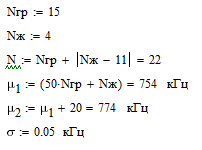 Nгр := 15
Nж := 4
N := Nгр + |Nж − 11| = 22
μ₁ := (50·Nгр + Nж) = 754 кГц
μ₂ := μ₁ + 20 = 774 кГц
σ := 0.05 кГц